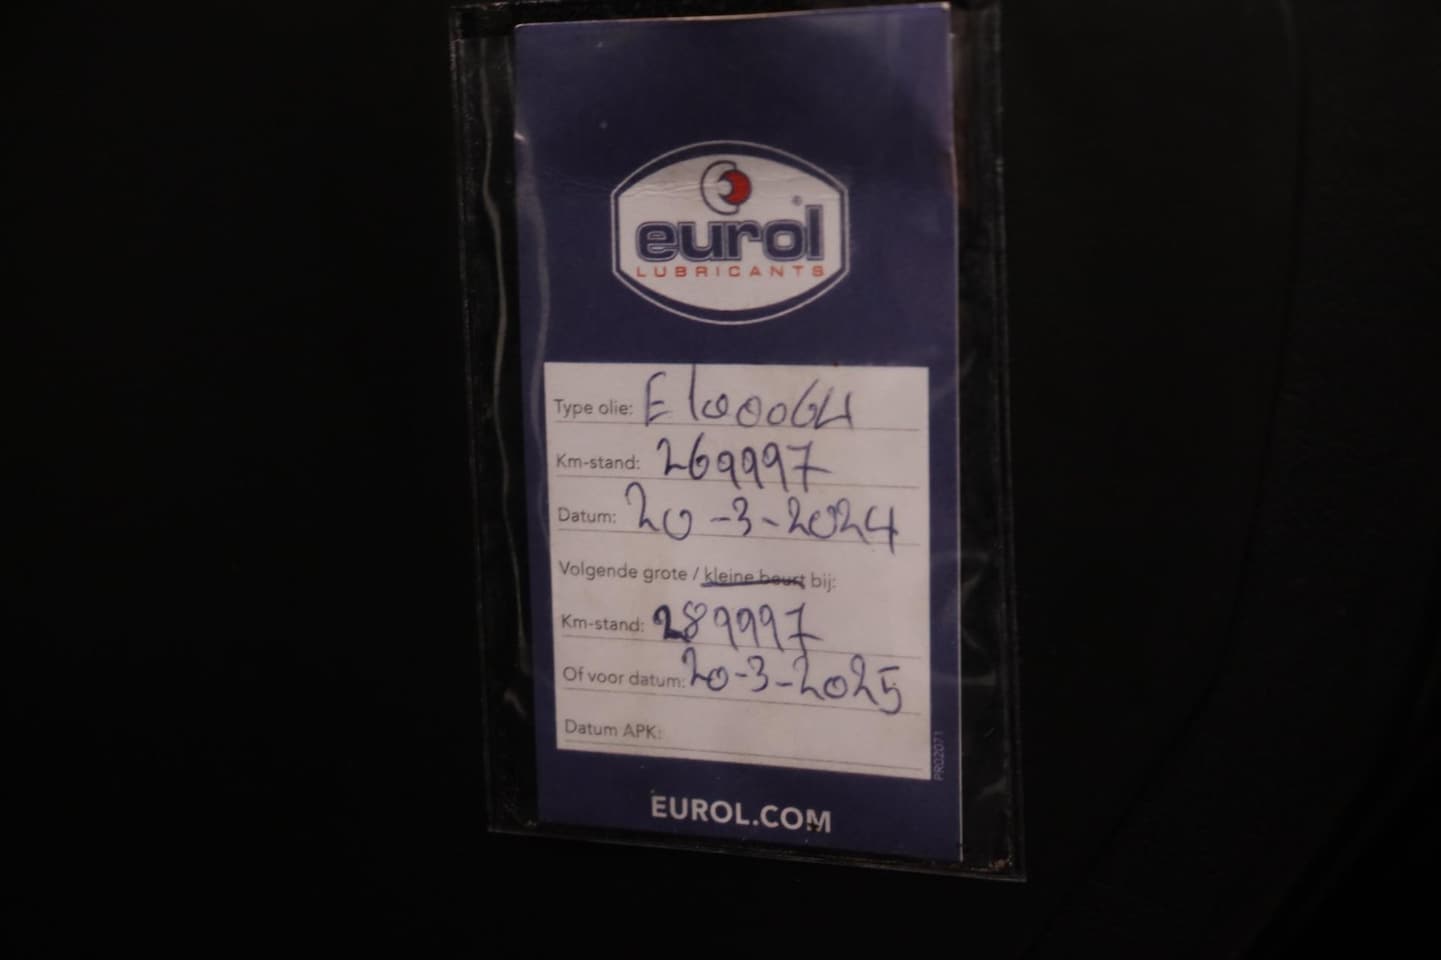 eurol®
LUBRICANTS
Type olie: E100064
Km-stand: 269997
Datum: 20-3-2024
Volgende grote / kleine beurt bij:
Km-stand: 289997
Of voor datum: 20-3-2025
Datum APK:
PR02071
EUROL.COM